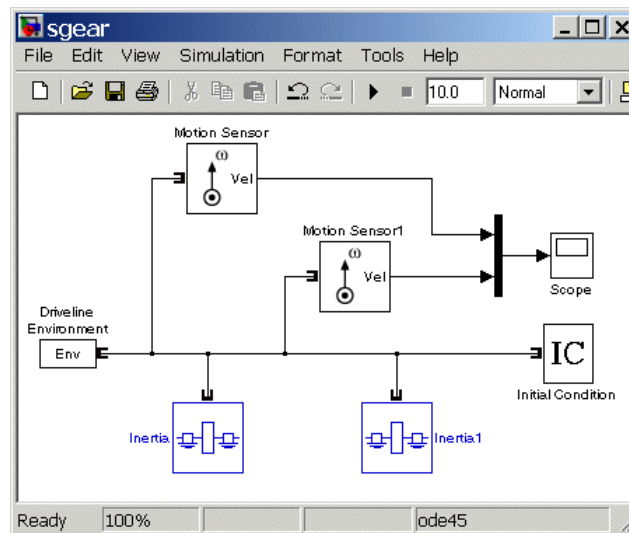 sgear
File Edit View Simulation Format Tools Help
10.0 Normal
Motion Sensor
ω
Vel
Motion Sensor1
ω
Vel
Scope
Driveline
Environment
Env
IC
Initial Condition
Inertia
Inertia1
Ready 100% ode45